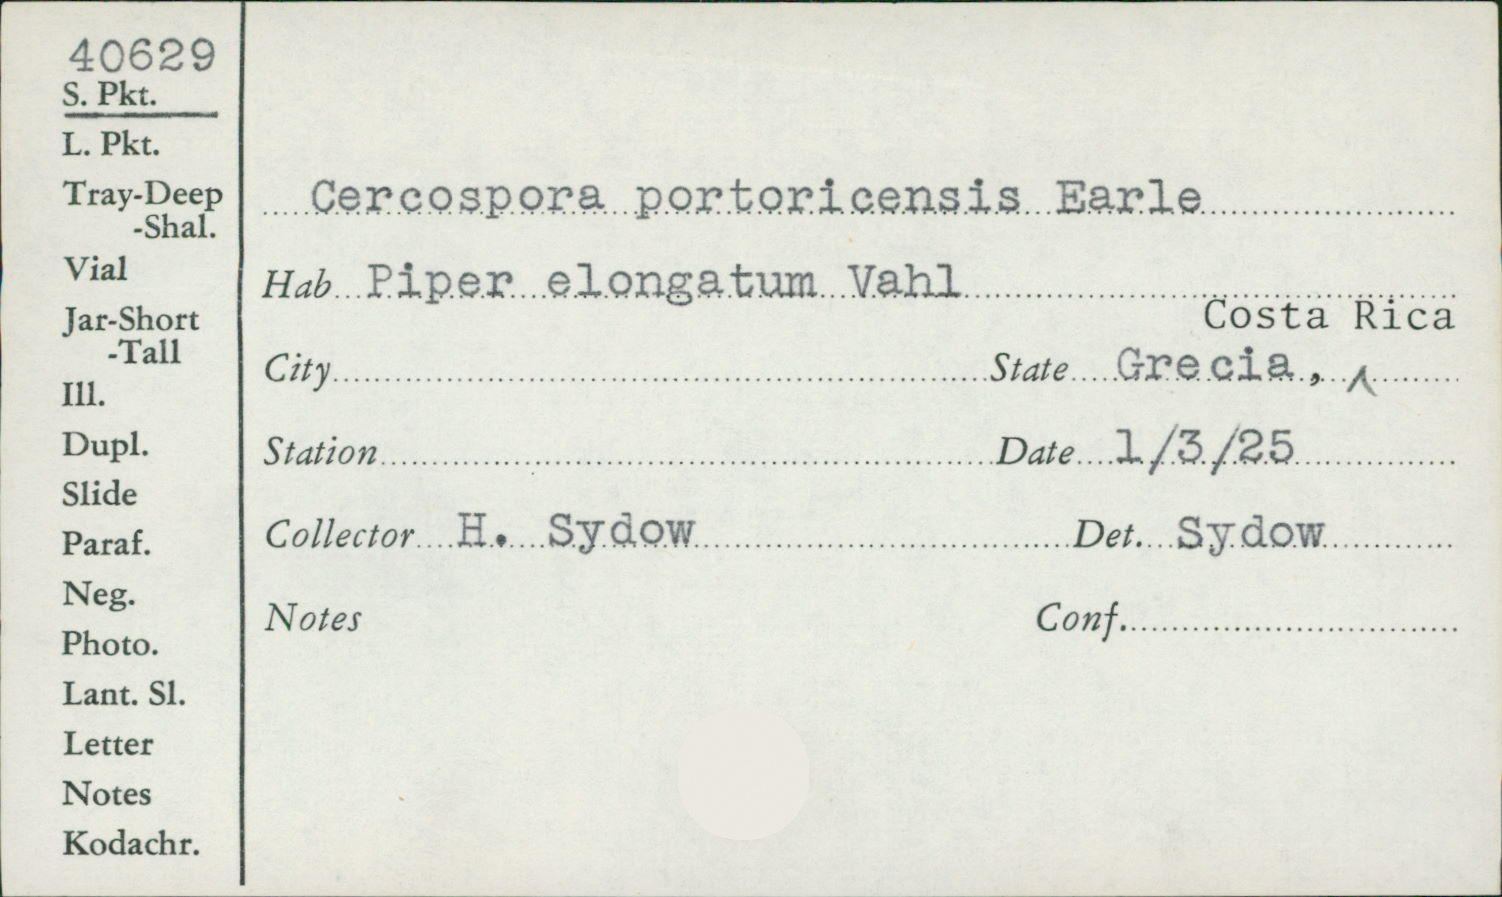 40629
S. Pkt.
L. Pkt.
Tray-Deep
-Shal.
Vial
Jar-Short
-Tall
Ill.
Dupl.
Slide
Paraf.
Neg.
Photo.
Lant. Sl.
Letter
Notes
Kodachr.
Cercospora portoricensis Earle
Hab Piper elongatum Vahl
Costa Rica
City State Grecia, ^
Station Date 1/3/25
Collector H. Sydow Det. Sydow
Notes Conf.